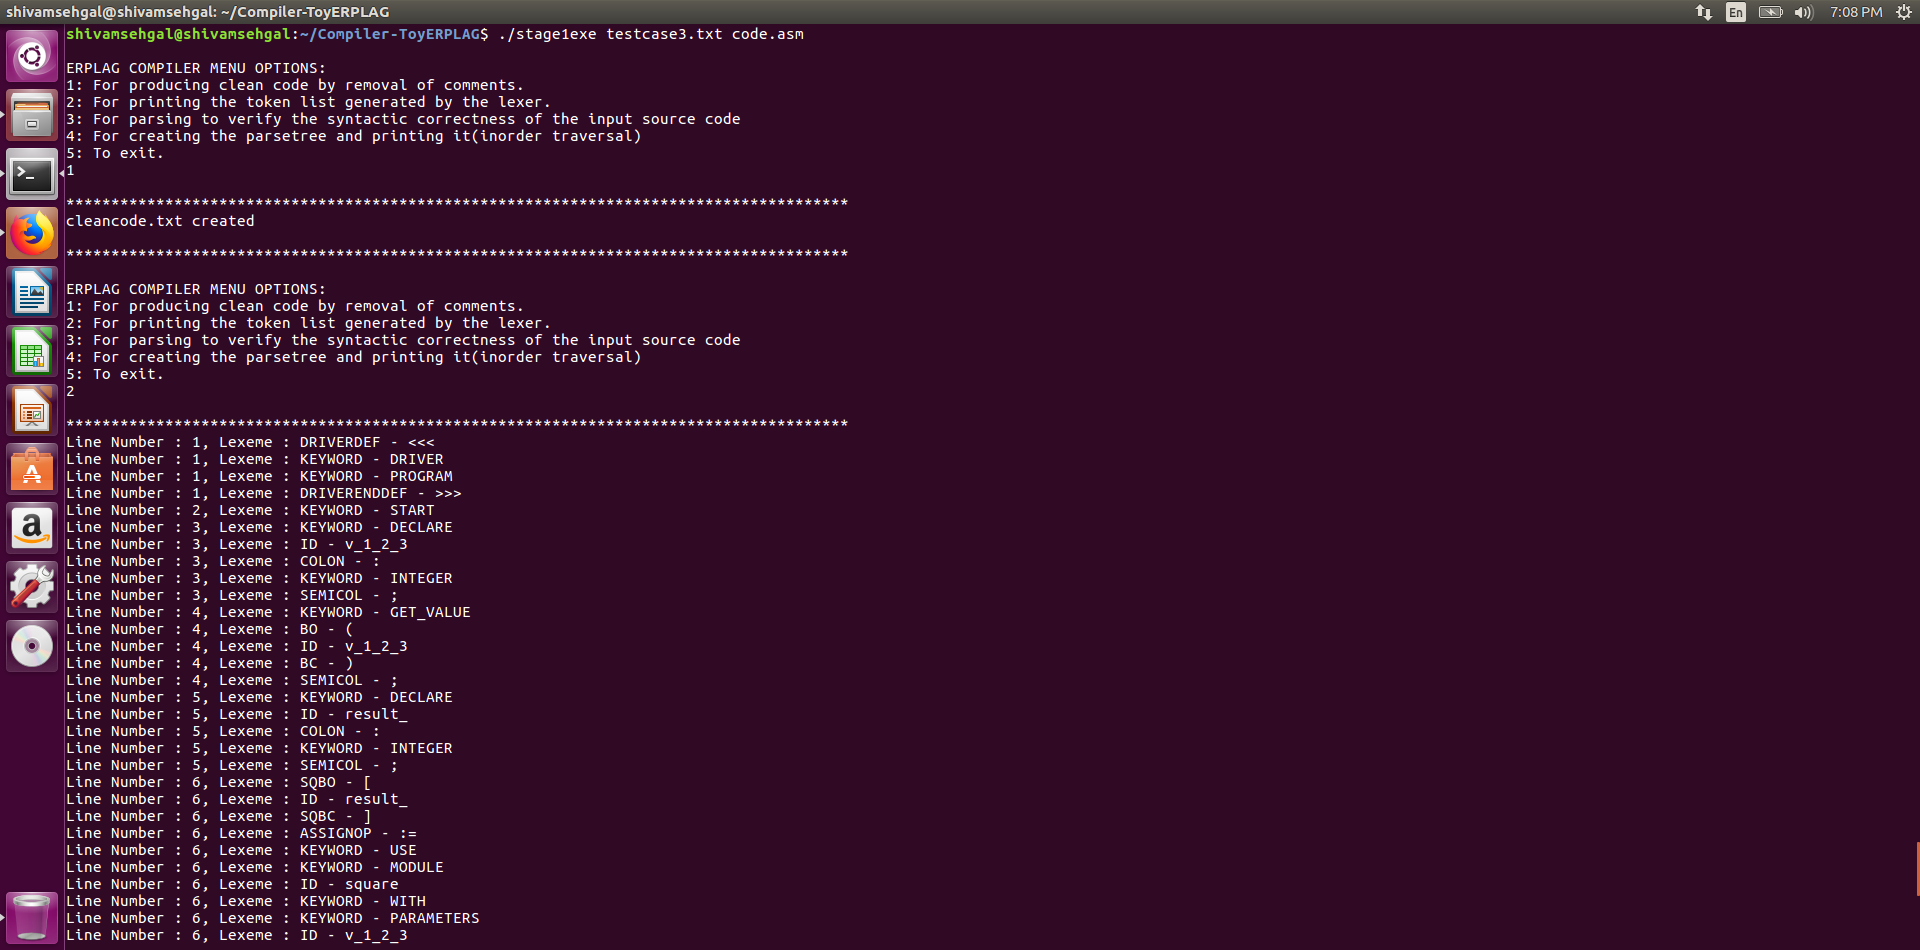 shivamsehgal@shivamsehgal: ~/Compiler-ToyERPLAG
En
7:08 PM
shivamsehgal@shivamsehgal:~/Compiler-ToyERPLAG$ ./stage1exe testcase3.txt code.asm
ERPLAG COMPILER MENU OPTIONS:
1: For producing clean code by removal of comments.
2: For printing the token list generated by the lexer.
3: For parsing to verify the syntactic correctness of the input source code
4: For creating the parsetree and printing it(inorder traversal)
5: To exit.
1
***************************************************************************************
cleancode.txt created
***************************************************************************************
ERPLAG COMPILER MENU OPTIONS:
1: For producing clean code by removal of comments.
2: For printing the token list generated by the lexer.
3: For parsing to verify the syntactic correctness of the input source code
4: For creating the parsetree and printing it(inorder traversal)
5: To exit.
2
***************************************************************************************
Line Number : 1, Lexeme : DRIVERDEF - <<<
Line Number : 1, Lexeme : KEYWORD - DRIVER
Line Number : 1, Lexeme : KEYWORD - PROGRAM
Line Number : 1, Lexeme : DRIVERENDDEF - >>>
Line Number : 2, Lexeme : KEYWORD - START
Line Number : 3, Lexeme : KEYWORD - DECLARE
Line Number : 3, Lexeme : ID - v_1_2_3
Line Number : 3, Lexeme : COLON - :
Line Number : 3, Lexeme : KEYWORD - INTEGER
Line Number : 3, Lexeme : SEMICOL - ;
Line Number : 4, Lexeme : KEYWORD - GET_VALUE
Line Number : 4, Lexeme : BO - (
Line Number : 4, Lexeme : ID - v_1_2_3
Line Number : 4, Lexeme : BC - )
Line Number : 4, Lexeme : SEMICOL - ;
Line Number : 5, Lexeme : KEYWORD - DECLARE
Line Number : 5, Lexeme : ID - result_
Line Number : 5, Lexeme : COLON - :
Line Number : 5, Lexeme : KEYWORD - INTEGER
Line Number : 5, Lexeme : SEMICOL - ;
Line Number : 6, Lexeme : SQBO - [
Line Number : 6, Lexeme : ID - result_
Line Number : 6, Lexeme : SQBC - ]
Line Number : 6, Lexeme : ASSIGNOP - :=
Line Number : 6, Lexeme : KEYWORD - USE
Line Number : 6, Lexeme : KEYWORD - MODULE
Line Number : 6, Lexeme : ID - square
Line Number : 6, Lexeme : KEYWORD - WITH
Line Number : 6, Lexeme : KEYWORD - PARAMETERS
Line Number : 6, Lexeme : ID - v_1_2_3